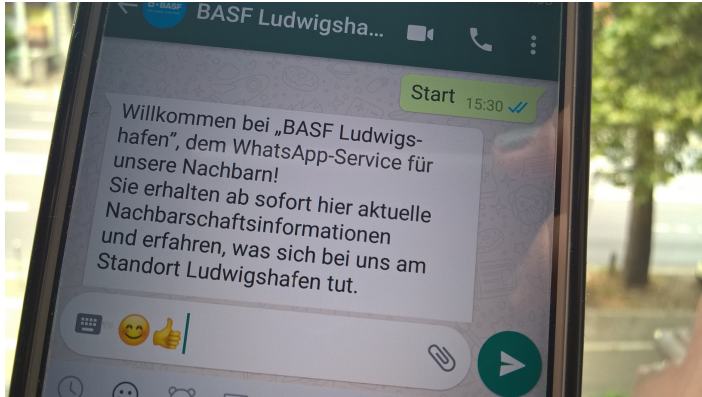 BASF
BASF Ludwigsha...
Start 15:30
Willkommen bei „BASF Ludwigs-
hafen”, dem WhatsApp-Service für
unsere Nachbarn!
Sie erhalten ab sofort hier aktuelle
Nachbarschaftsinformationen
und erfahren, was sich bei uns am
Standort Ludwigshafen tut.
😊👍